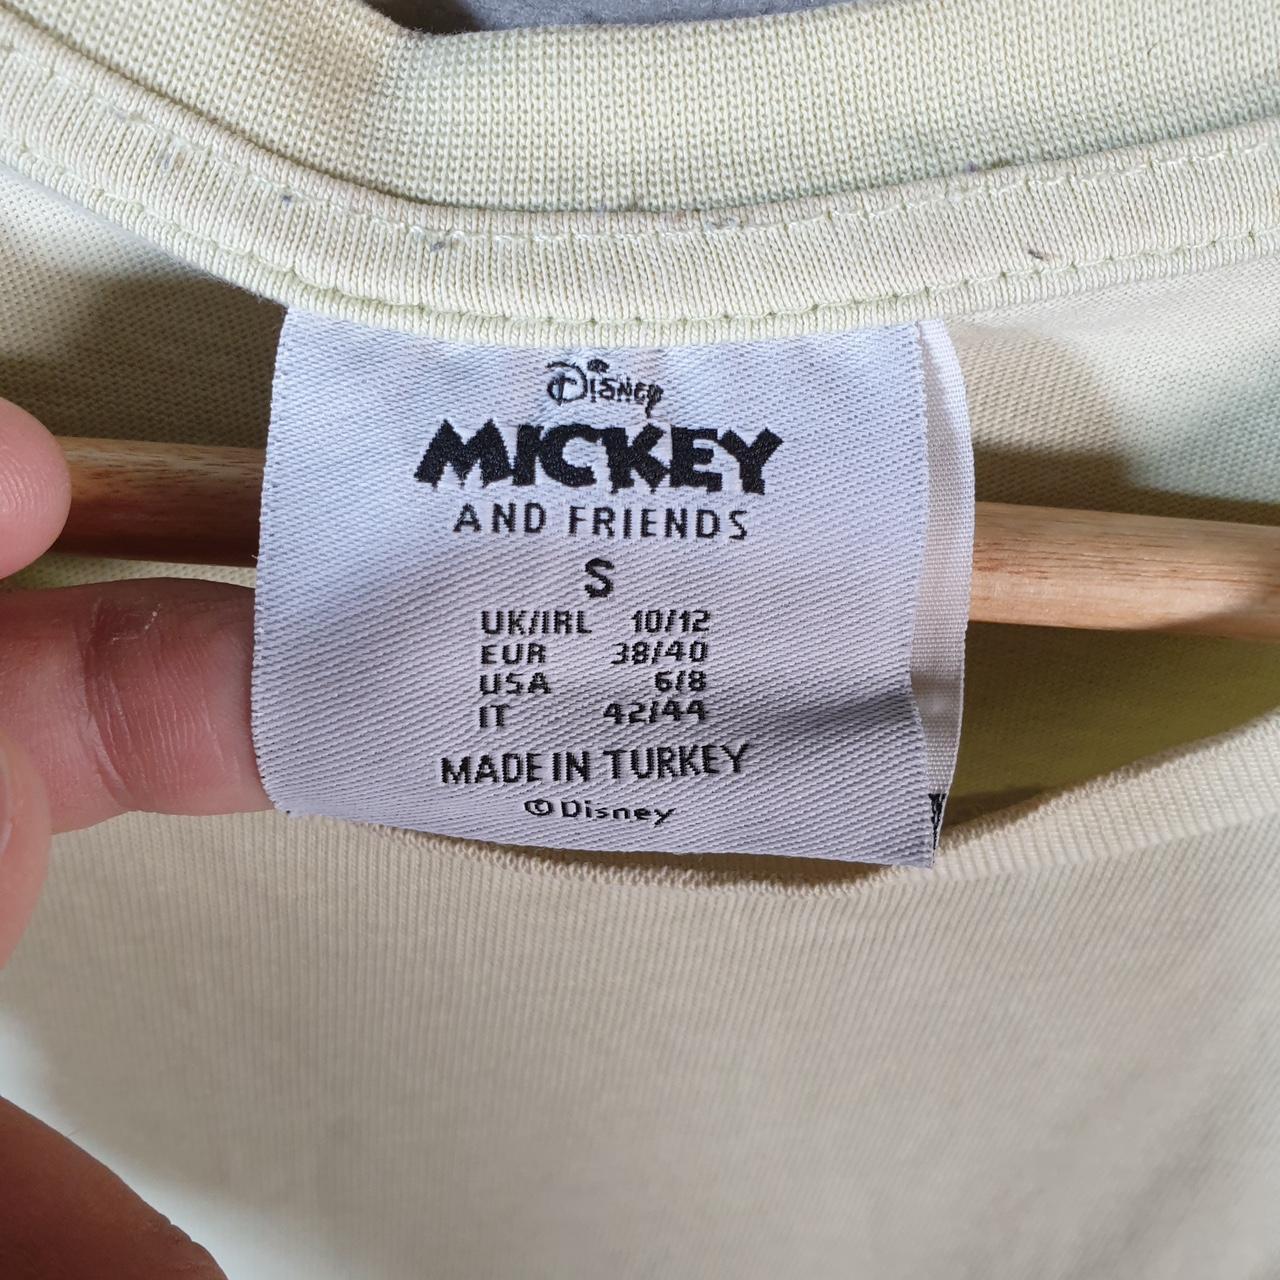 Disney
MICKEY
AND FRIENDS
S
UK/IRL 10/12
EUR 38/40
USA 6/8
IT 42/44
MADE IN TURKEY
©Disney